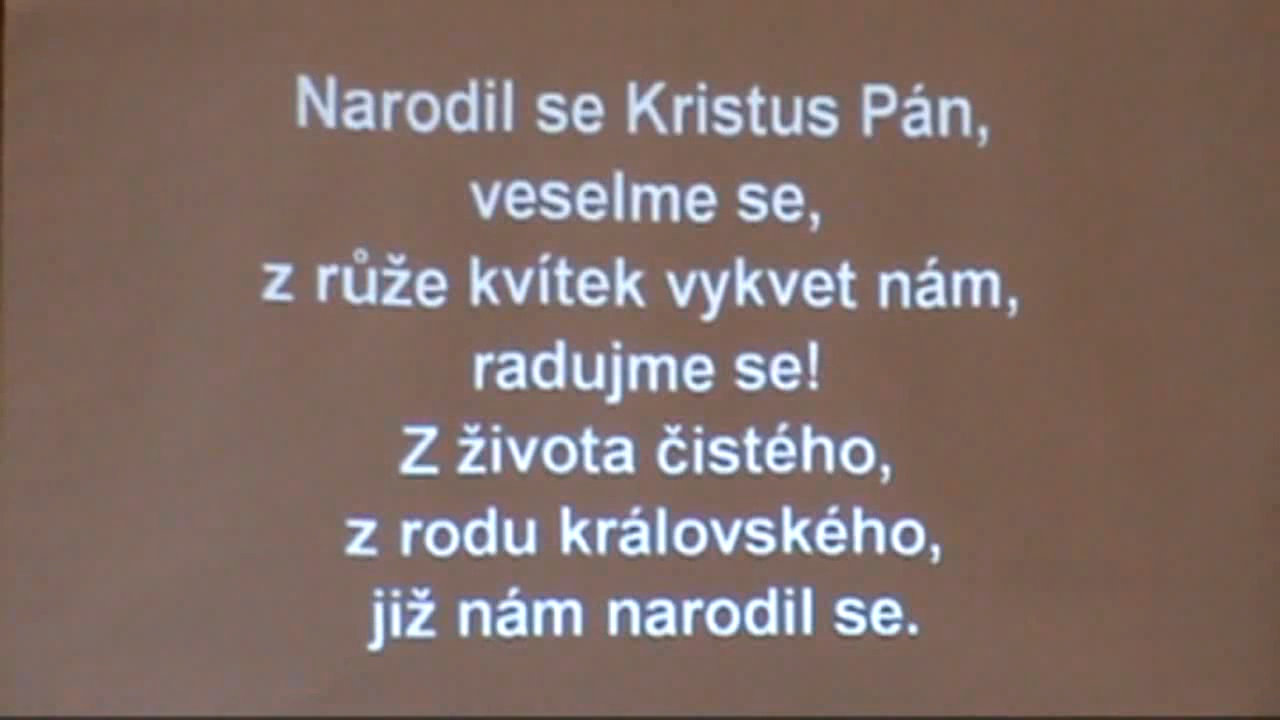 Narodil se Kristus Pán,
veselme se,
z růže kvítek vykvet nám,
radujme se!
Z života čistého,
z rodu královského,
již nám narodil se.